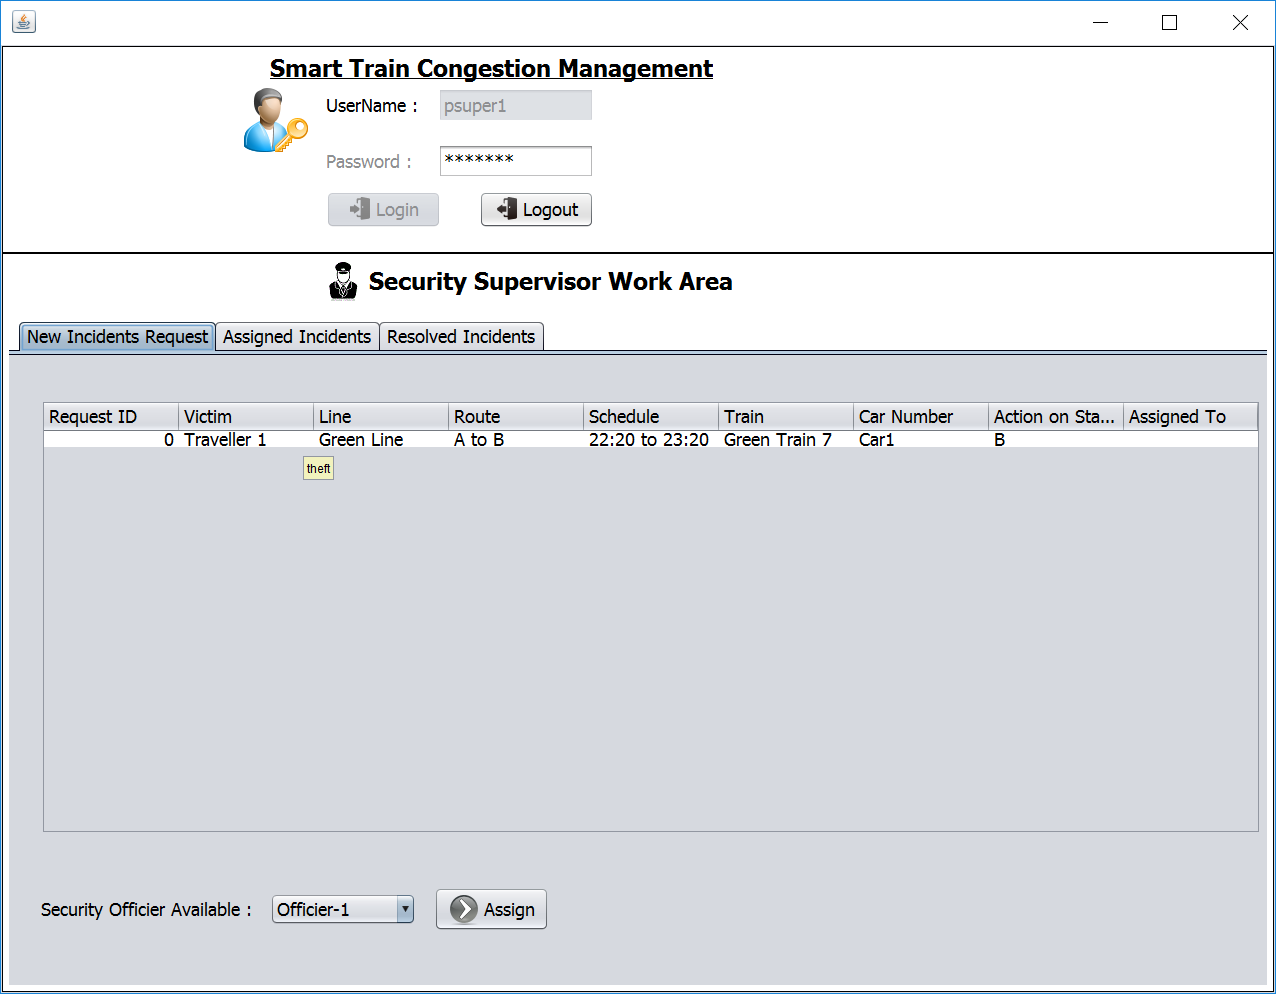 Smart Train Congestion Management
UserName : psuper1
Password : *******
Login Logout
Security Supervisor Work Area
New Incidents Request Assigned Incidents Resolved Incidents
Request ID Victim Line Route Schedule Train Car Number Action on Sta... Assigned To
0 Traveller 1 Green Line A to B 22:20 to 23:20 Green Train 7 Car1 B
theft
Security Officier Available : Officier-1 Assign